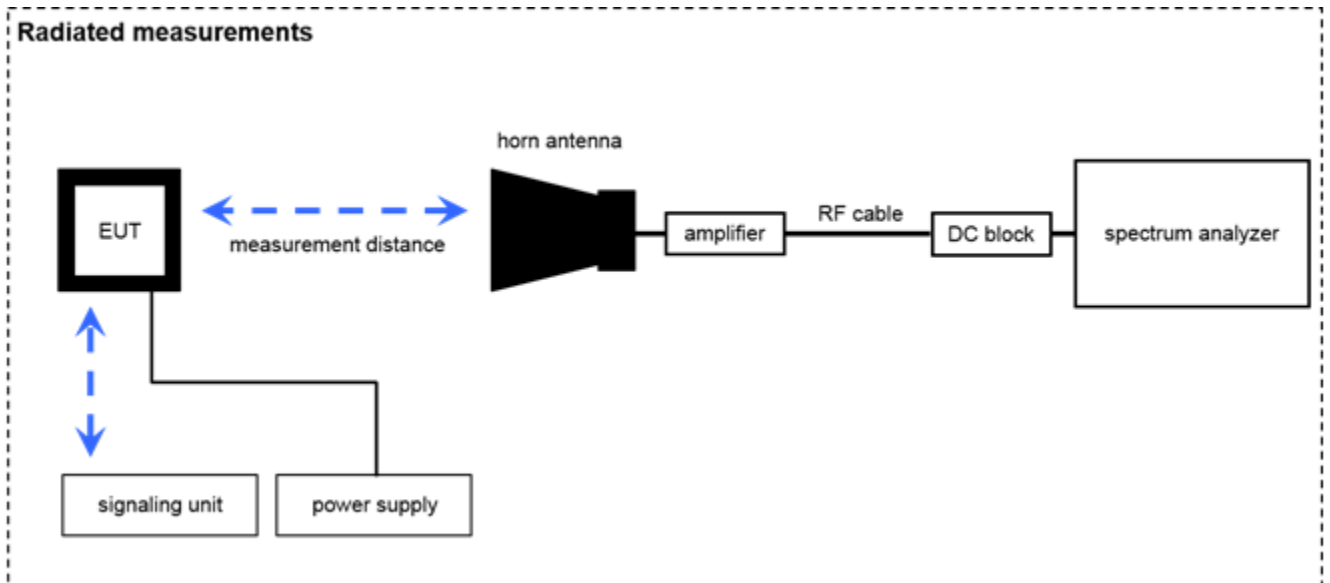 Radiated measurements
horn antenna
EUT
measurement distance
amplifier
RF cable
DC block
spectrum analyzer
signaling unit
power supply